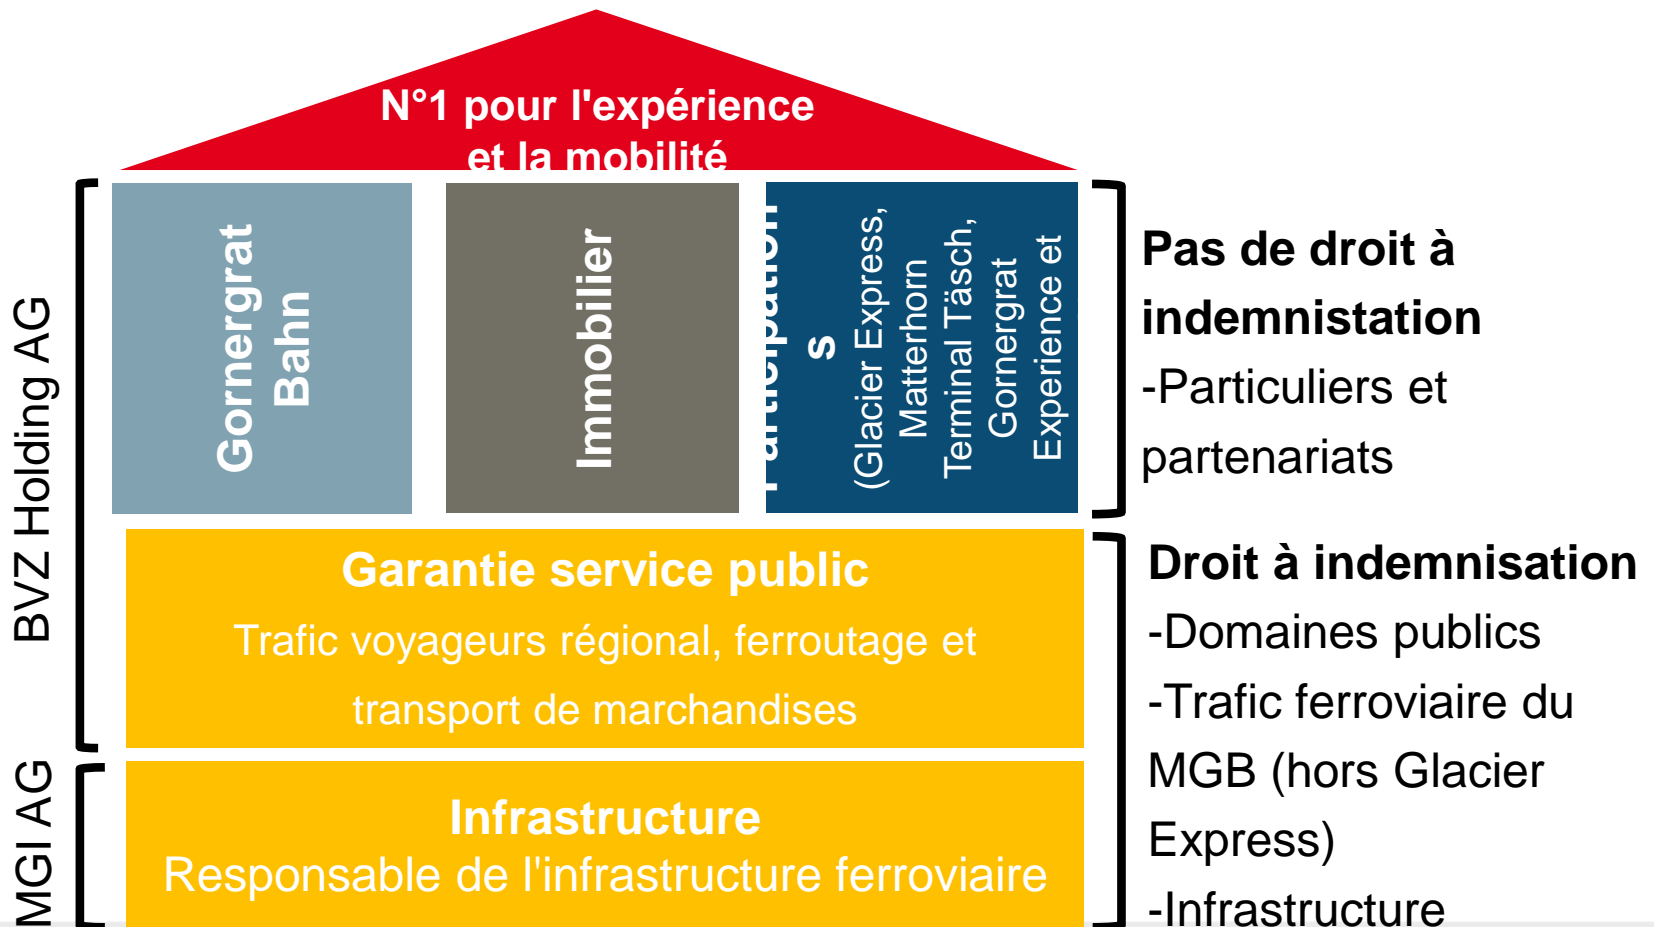 N°1 pour l'expérience
et la mobilité
BVZ Holding AG
Gornergrat
Bahn
Immobilier
Participation
s
(Glacier Express,
Matterhorn
Terminal Täsch,
Gornergrat
Experience et
Pas de droit à
indemnistation
-Particuliers et
partenariats
Garantie service public
Trafic voyageurs régional, ferroutage et
transport de marchandises
Droit à indemnisation
-Domaines publics
-Trafic ferroviaire du
MGB (hors Glacier
Express)
-Infrastructure
MGI AG
Infrastructure
Responsable de l'infrastructure ferroviaire